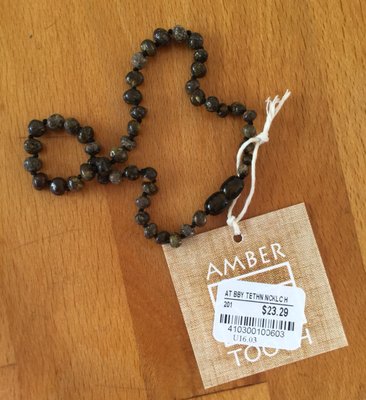 AMBER
AT BBY TETHN NCKLCH
201
$23.29
410300100603
U16.03
TOOTH